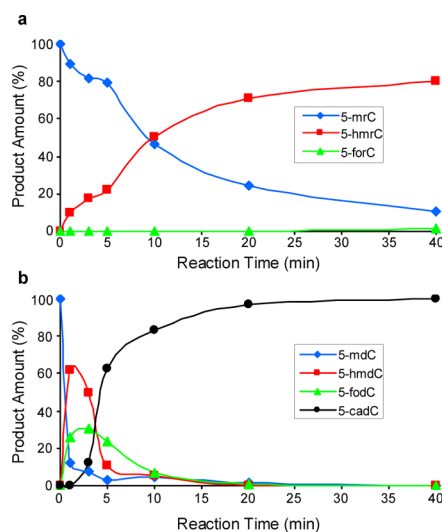 a
100
80
60
40
20
0
Product Amount (%)
5-mrC
5-hmrC
5-forC
0 5 10 15 20 25 30 35 40
Reaction Time (min)
b
100
80
60
40
20
0
Product Amount (%)
5-mdC
5-hmdC
5-fodC
5-cadC
0 5 10 15 20 25 30 35 40
Reaction Time (min)